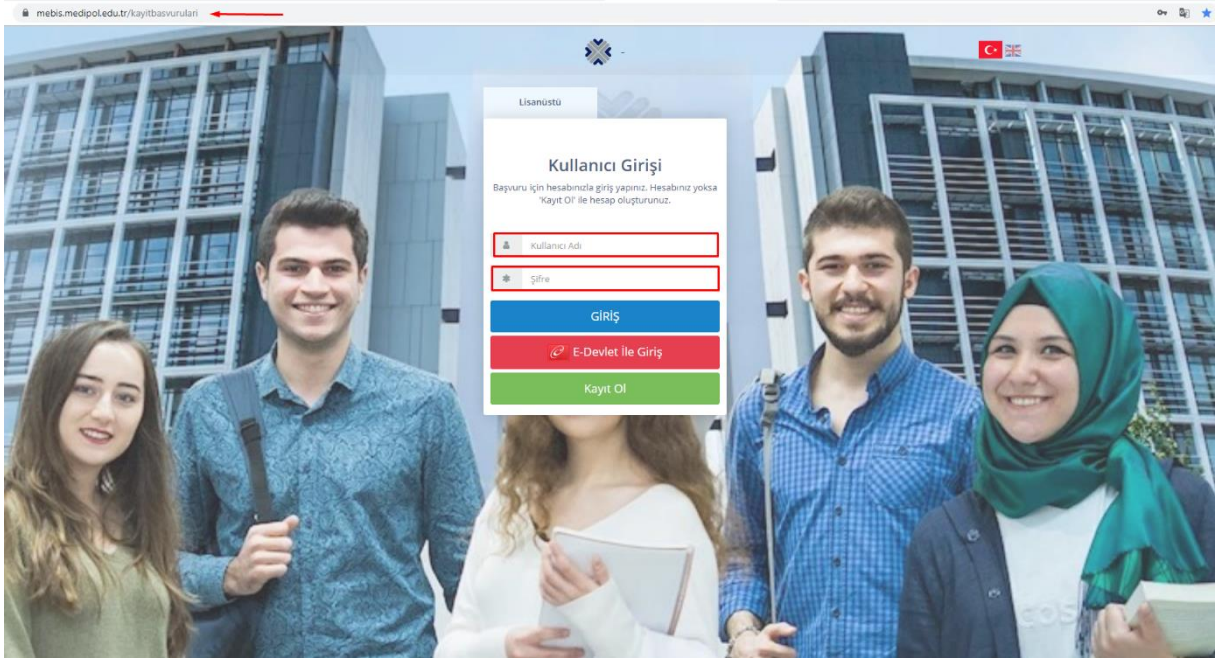 mebis.medipol.edu.tr/kayitbasvurulari
Lisanüstü
Kullanıcı Girişi
Başvuru için hesabınızla giriş yapınız. Hesabınız yoksa
'Kayıt Ol' ile hesap oluşturunuz.
Kullanıcı Adı
Şifre
GİRİŞ
E-Devlet İle Giriş
Kayıt Ol